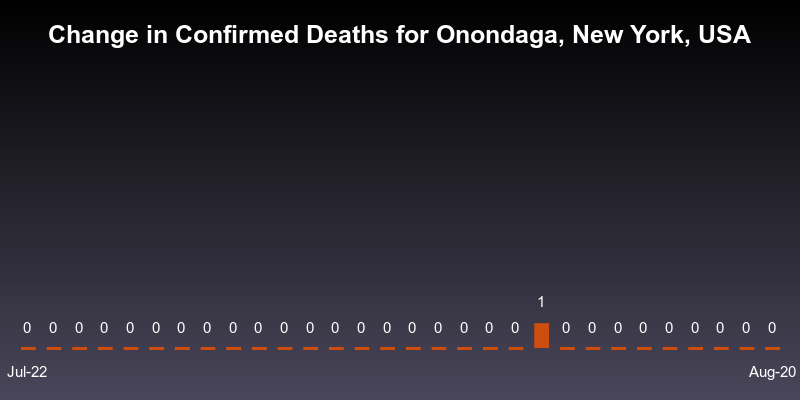 Change in Confirmed Deaths for Onondaga, New York, USA
1
0 0 0 0 0 0 0 0 0 0 0 0 0 0 0 0 0 0 0 0 0 0 0 0 0 0 0 0 0
Jul-22 Aug-20